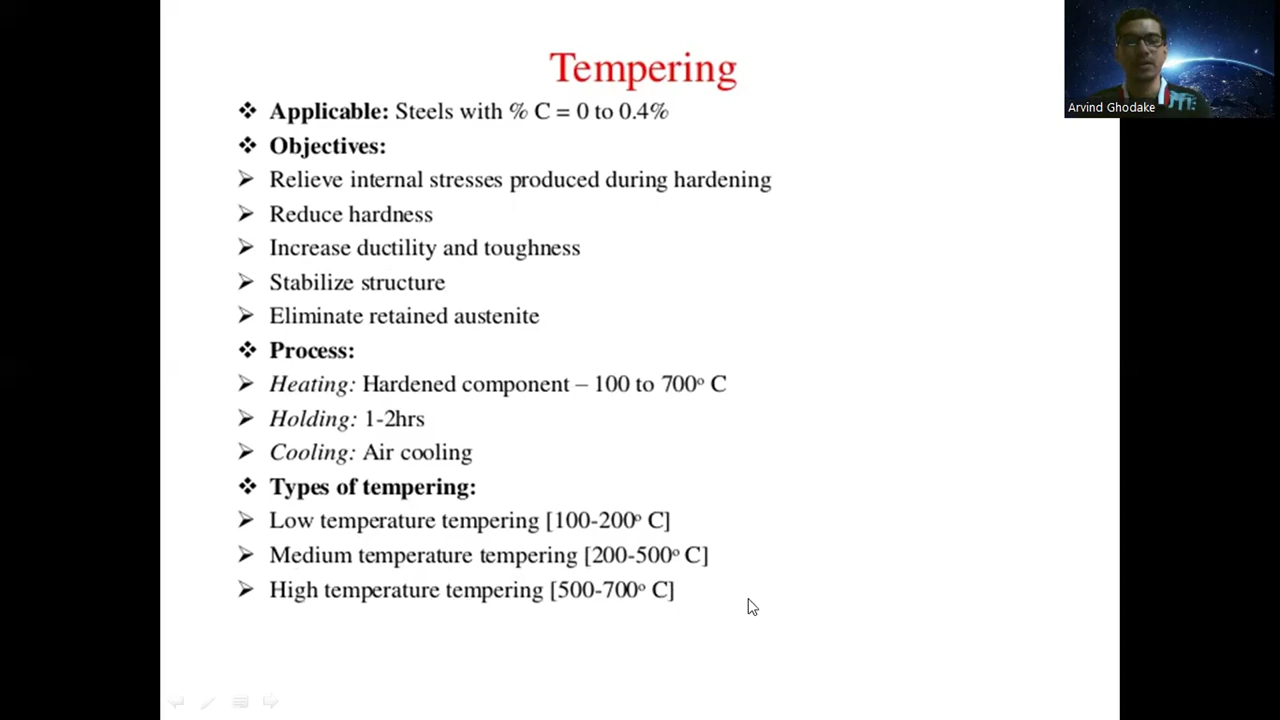 Tempering
❖ Applicable: Steels with % C = 0 to 0.4%
❖ Objectives:
➢ Relieve internal stresses produced during hardening
➢ Reduce hardness
➢ Increase ductility and toughness
➢ Stabilize structure
➢ Eliminate retained austenite
❖ Process:
➢ Heating: Hardened component – 100 to 700° C
➢ Holding: 1-2hrs
➢ Cooling: Air cooling
❖ Types of tempering:
➢ Low temperature tempering [100-200° C]
➢ Medium temperature tempering [200-500° C]
➢ High temperature tempering [500-700° C]
Arvind Ghodake